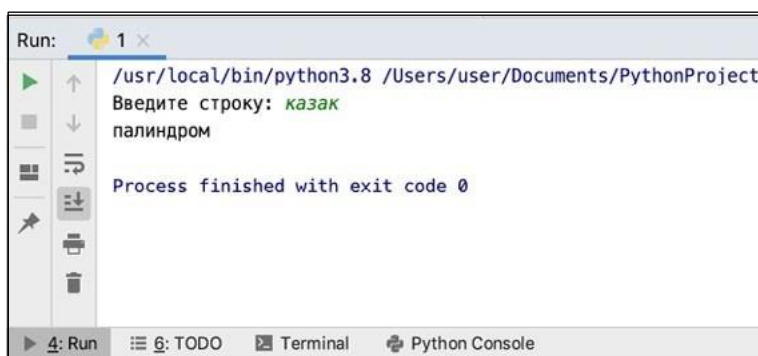 Run: 1
/usr/local/bin/python3.8 /Users/user/Documents/PythonProject
Введите строку: казак
палиндром
Process finished with exit code 0
4: Run 6: TODO Terminal Python Console